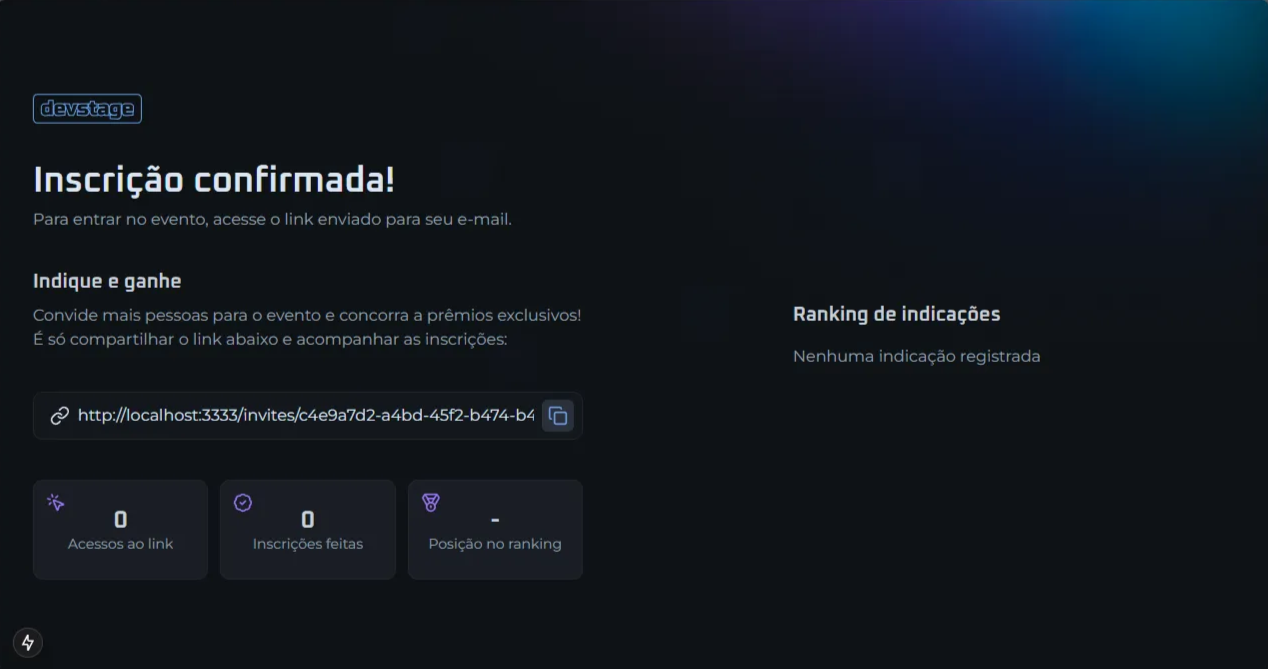 devstage
Inscrição confirmada!
Para entrar no evento, acesse o link enviado para seu e-mail.
Indique e ganhe
Convide mais pessoas para o evento e concorra a prêmios exclusivos!
É só compartilhar o link abaixo e acompanhar as inscrições:
http://localhost:3333/invites/c4e9a7d2-a4bd-45f2-b474-b4
0
Acessos ao link
0
Inscrições feitas
-
Posição no ranking
Ranking de indicações
Nenhuma indicação registrada